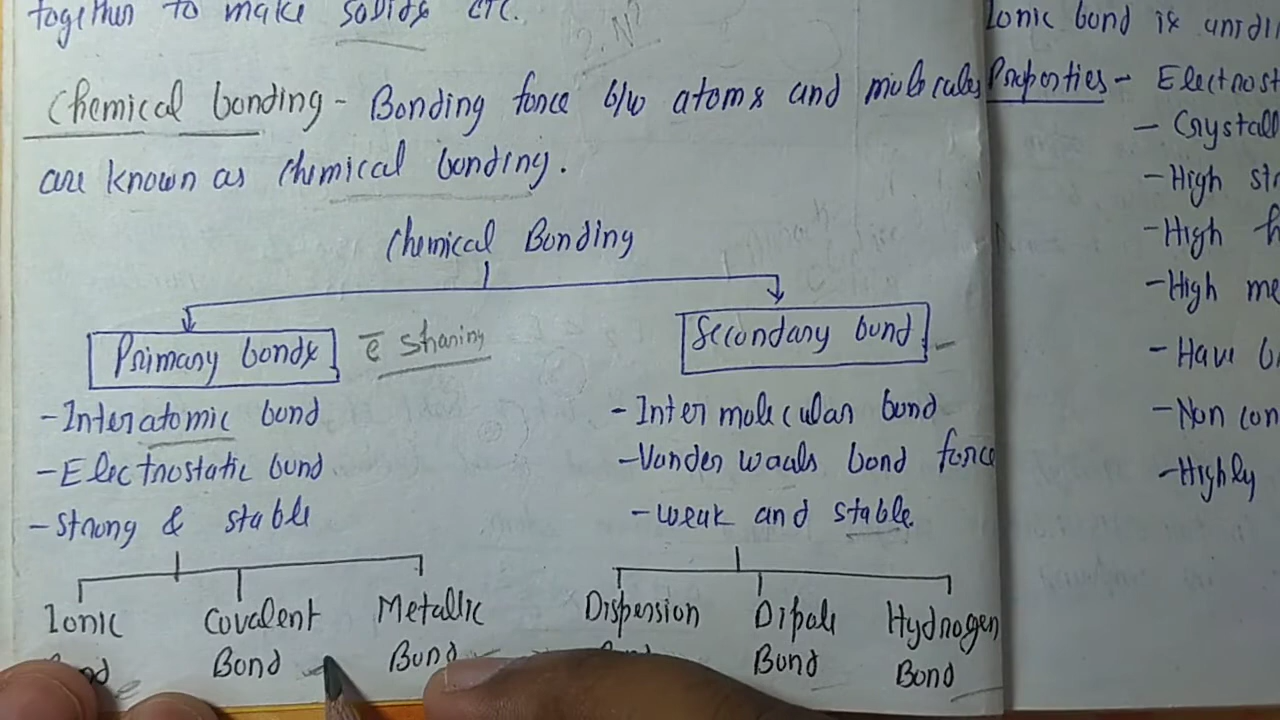 together to make solids etc.
Chemical bonding - Bonding force b/w atoms and molecules
are known as chemical bonding.
Chemical Bonding
Primary bonds
e sharing
- Interatomic bond
- Electrostatic bond
- Strong & stable
Ionic
Covalent Bond
Metallic Bond
Secondary bond
- Inter molecular bond
- Vander waals bond force
- weak and stable.
Dispersion
Dipole Bond
Hydrogen Bond
Ionic bond is
Properties - Electrost
- Crystall
- High str
- High
- High me
- Have
- Non con
- Highly